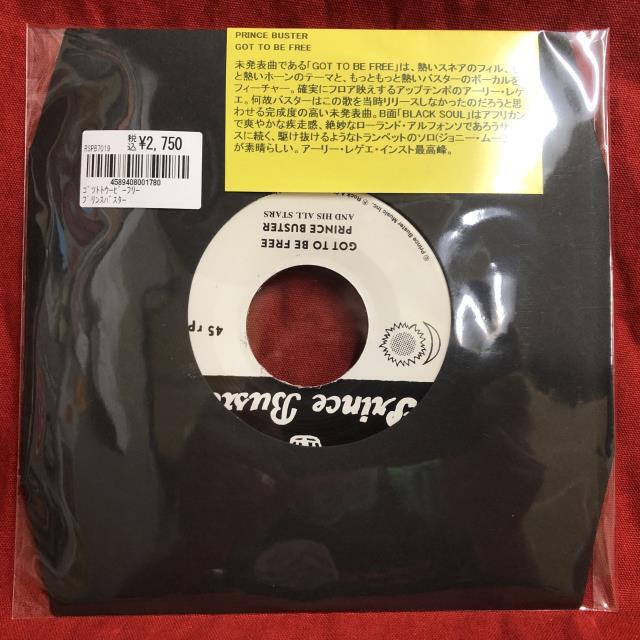 PRINCE BUSTER
GOT TO BE FREE
未発表曲である「GOT TO BE FREE」は、熱いスネアのフィル、
と熱いホーンのテーマと、もっともっと熱いバスターのボーカルを
フィーチャー。確実にフロア映えするアップテンポのアーリー・レゲ
エ。何故バスターはこの歌を当時リリースしなかったのだろうと思
わせる完成度の高い未発表曲。B面「BLACK SOUL」はアフリカン
で爽やかな疾走感、絶妙なローランド・アルフォンソであろうサ
スに続く、駆け抜けるようなトランペットのソロ(ジョニー・ムー
が素晴らしい。アーリー・レゲエ・インスト最高峰。
RSPB7019
税込 ¥2,750
4589408001780
ゴットトゥービーフリー
プリンスバスター
℗ Prince Buster Music Inc. ℗ Rock A
AND HIS ALL STARS
PRINCE BUSTER
GOT TO BE FREE
45 rp
Prince Buste